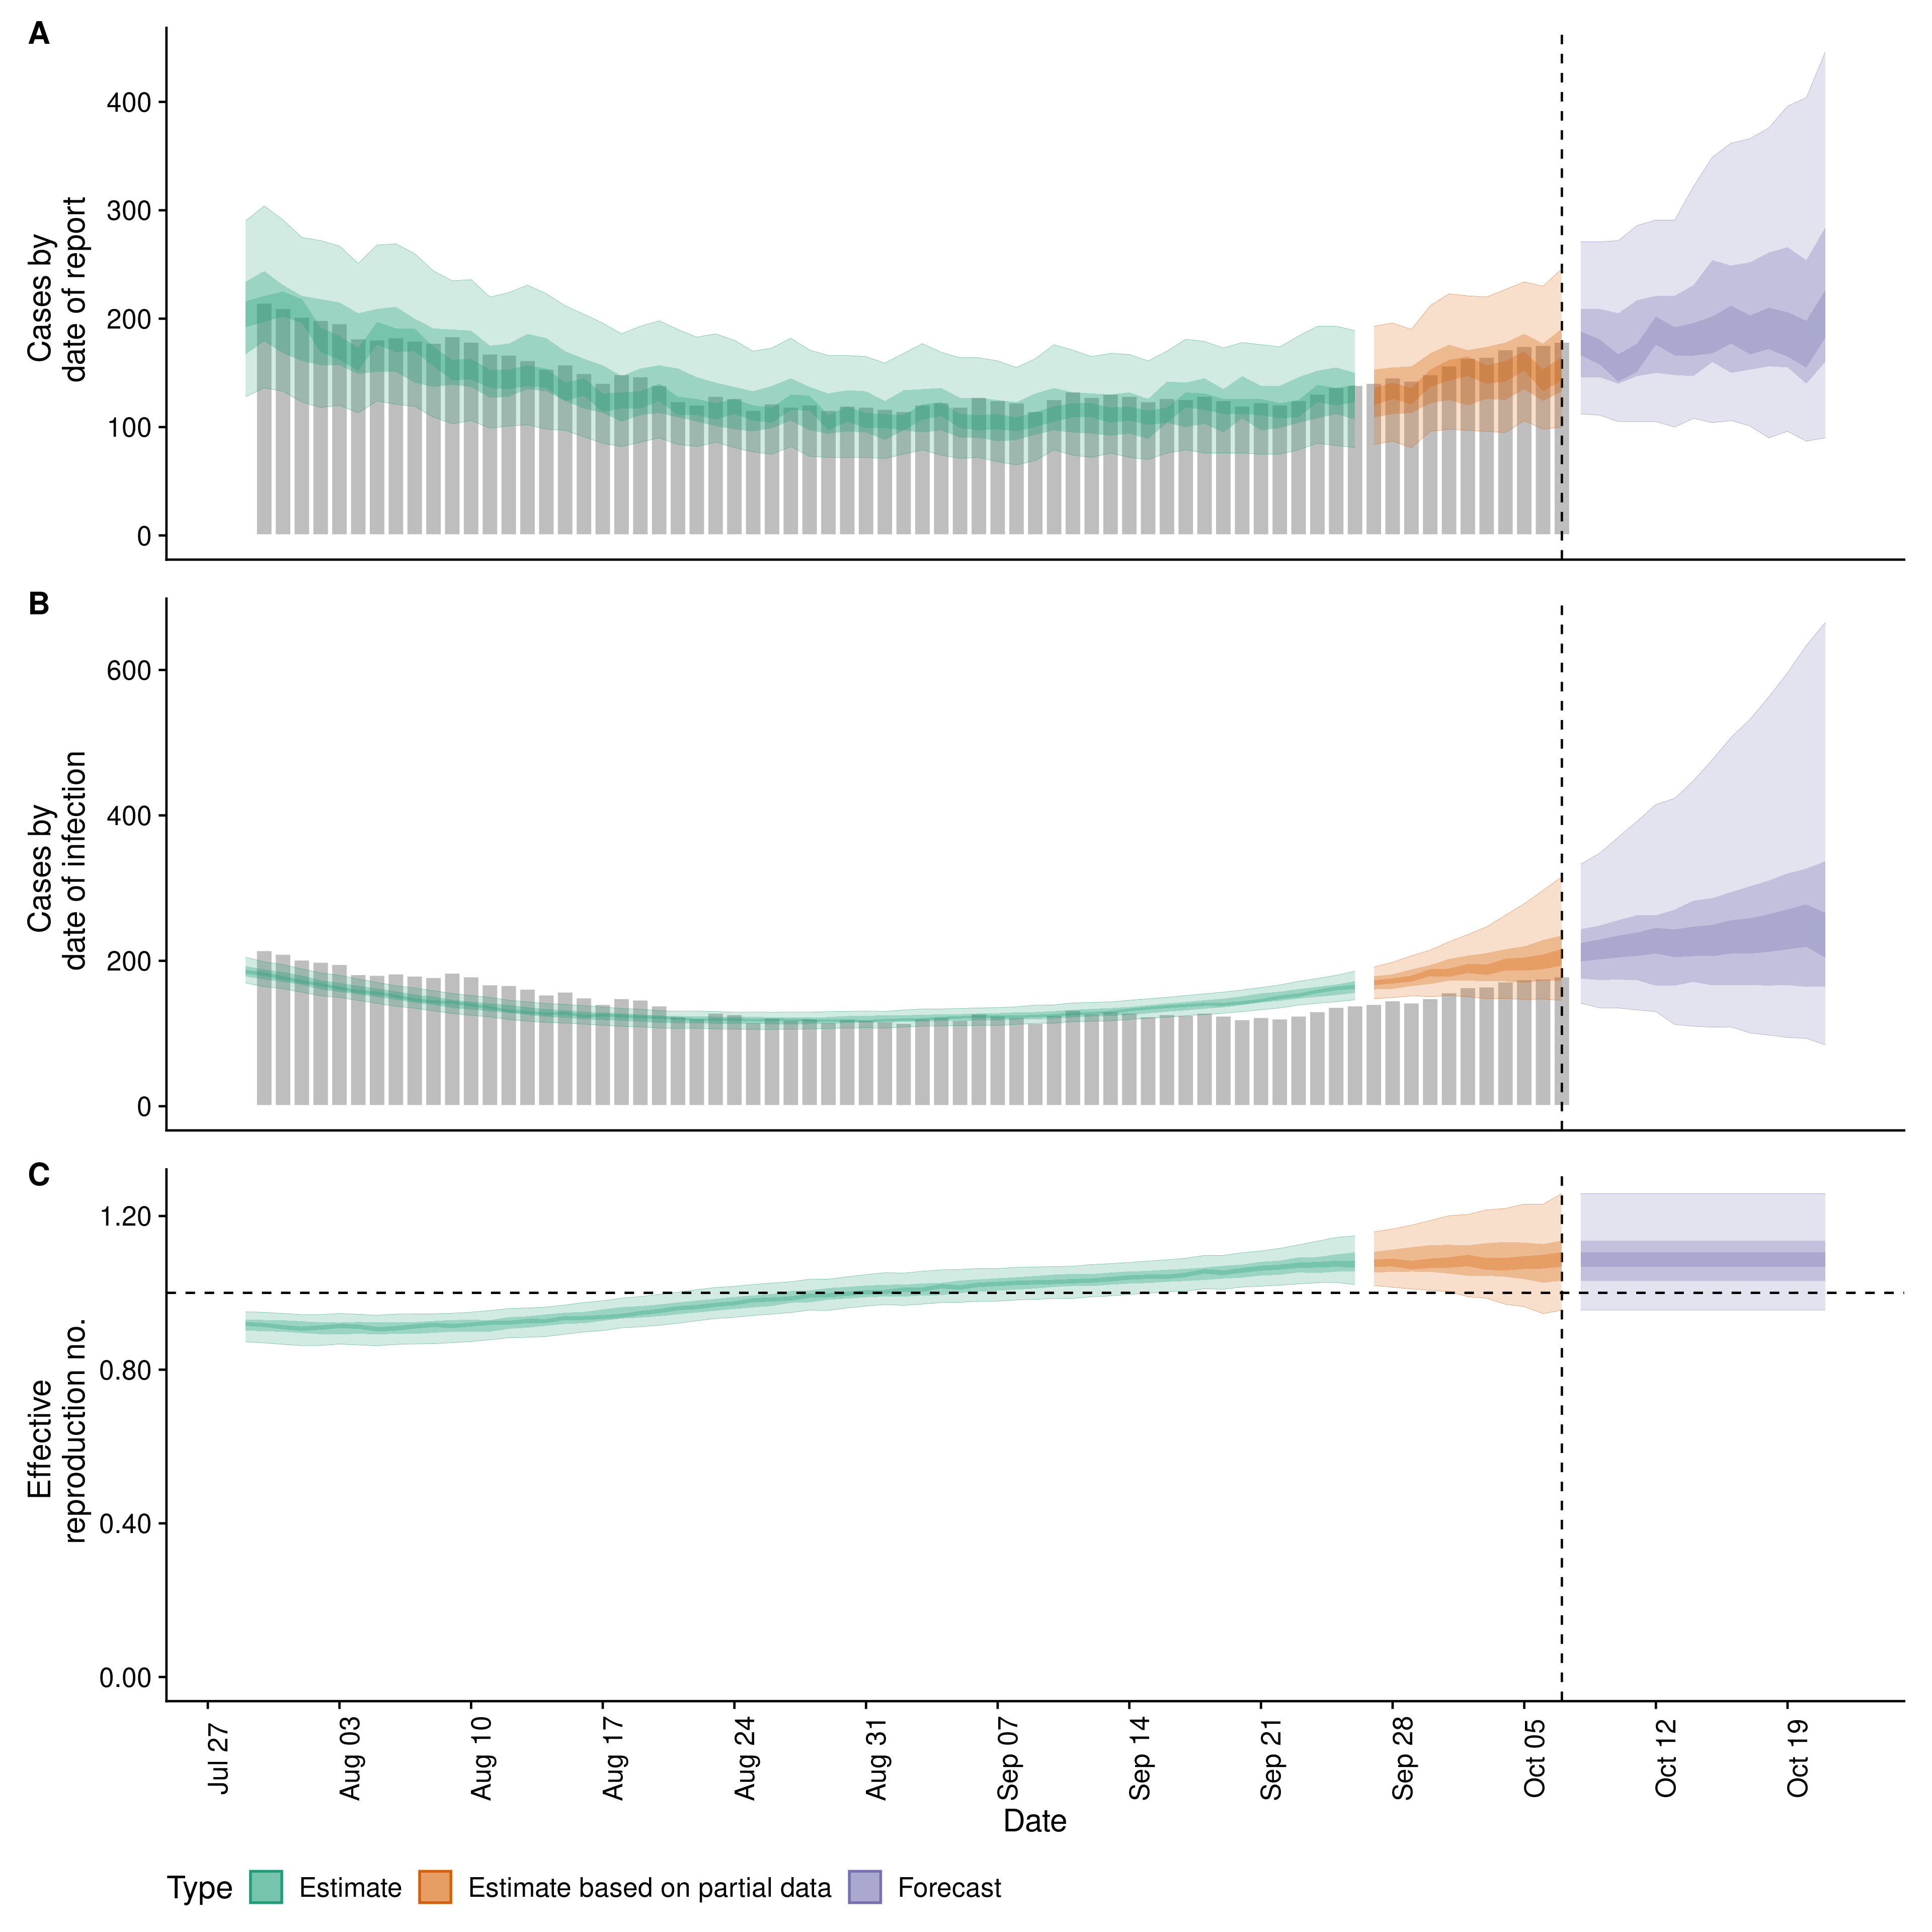 A
Cases by
date of report
400
300
200
100
0
B
Cases by
date of infection
600
400
200
0
C
Effective
reproduction no.
1.20
0.80
0.40
0.00
Jul 27
Aug 03
Aug 10
Aug 17
Aug 24
Aug 31
Sep 07
Sep 14
Sep 21
Sep 28
Oct 05
Oct 12
Oct 19
Date
Type Estimate Estimate based on partial data Forecast